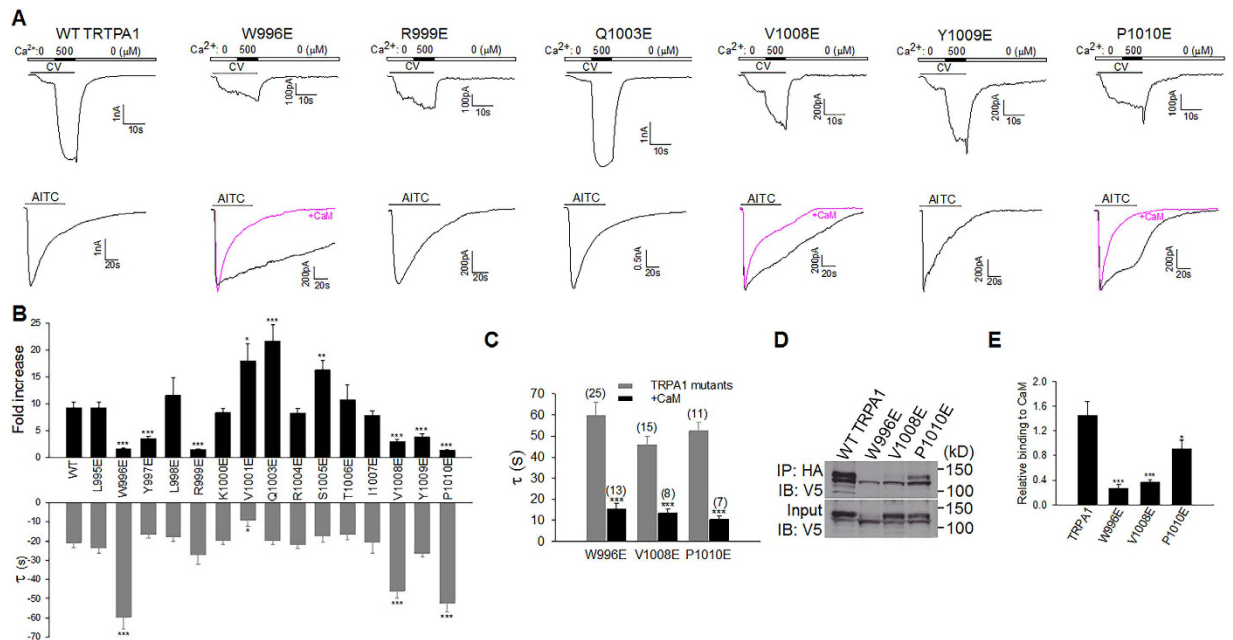 A
WT TRTPA1 W996E R999E Q1003E V1008E Y1009E P1010E
Ca2+: 0 500 0 (μM) Ca2+: 0 500 0 (μM) Ca2+: 0 500 0 (μM) Ca2+: 0 500 0 (μM) Ca2+: 0 500 0 (μM) Ca2+: 0 500 0 (μM) Ca2+: 0 500 0 (μM)
CV CV CV CV CV CV CV
1nA 10s 100pA 10s 100pA 10s 1nA 10s 200pA 10s 200pA 10s 100pA 10s
AITC AITC AITC AITC AITC AITC AITC
+CaM +CaM +CaM
1nA 20s 200pA 20s 200pA 20s 0.5nA 20s 200pA 20s 200pA 20s 200pA 20s
B
Fold increase
25
20
15
10
5
0
* *** ** *** *** *** *** *** ***
WT L995E W996E Y997E L998E R999E K1000E V1001E Q1003E R1004E S1005E T1006E I1007E V1008E Y1009E P1010E
τ (s)
0
-10
-20
-30
-40
-50
-60
-70
*** * *** ***
C
TRPA1 mutants
+CaM
τ (s)
70
60
50
40
30
20
10
0
(25) (15) (11)
(13) (8) (7)
*** *** ***
W996E V1008E P1010E
D
WT TRPA1 W996E V1008E P1010E (kD)
IP: HA
IB: V5
150
100
Input
IB: V5
150
100
E
Relative binding to CaM
2.0
1.6
1.2
0.8
0.4
0.0
*** *** *
TRPA1 W996E V1008E P1010E